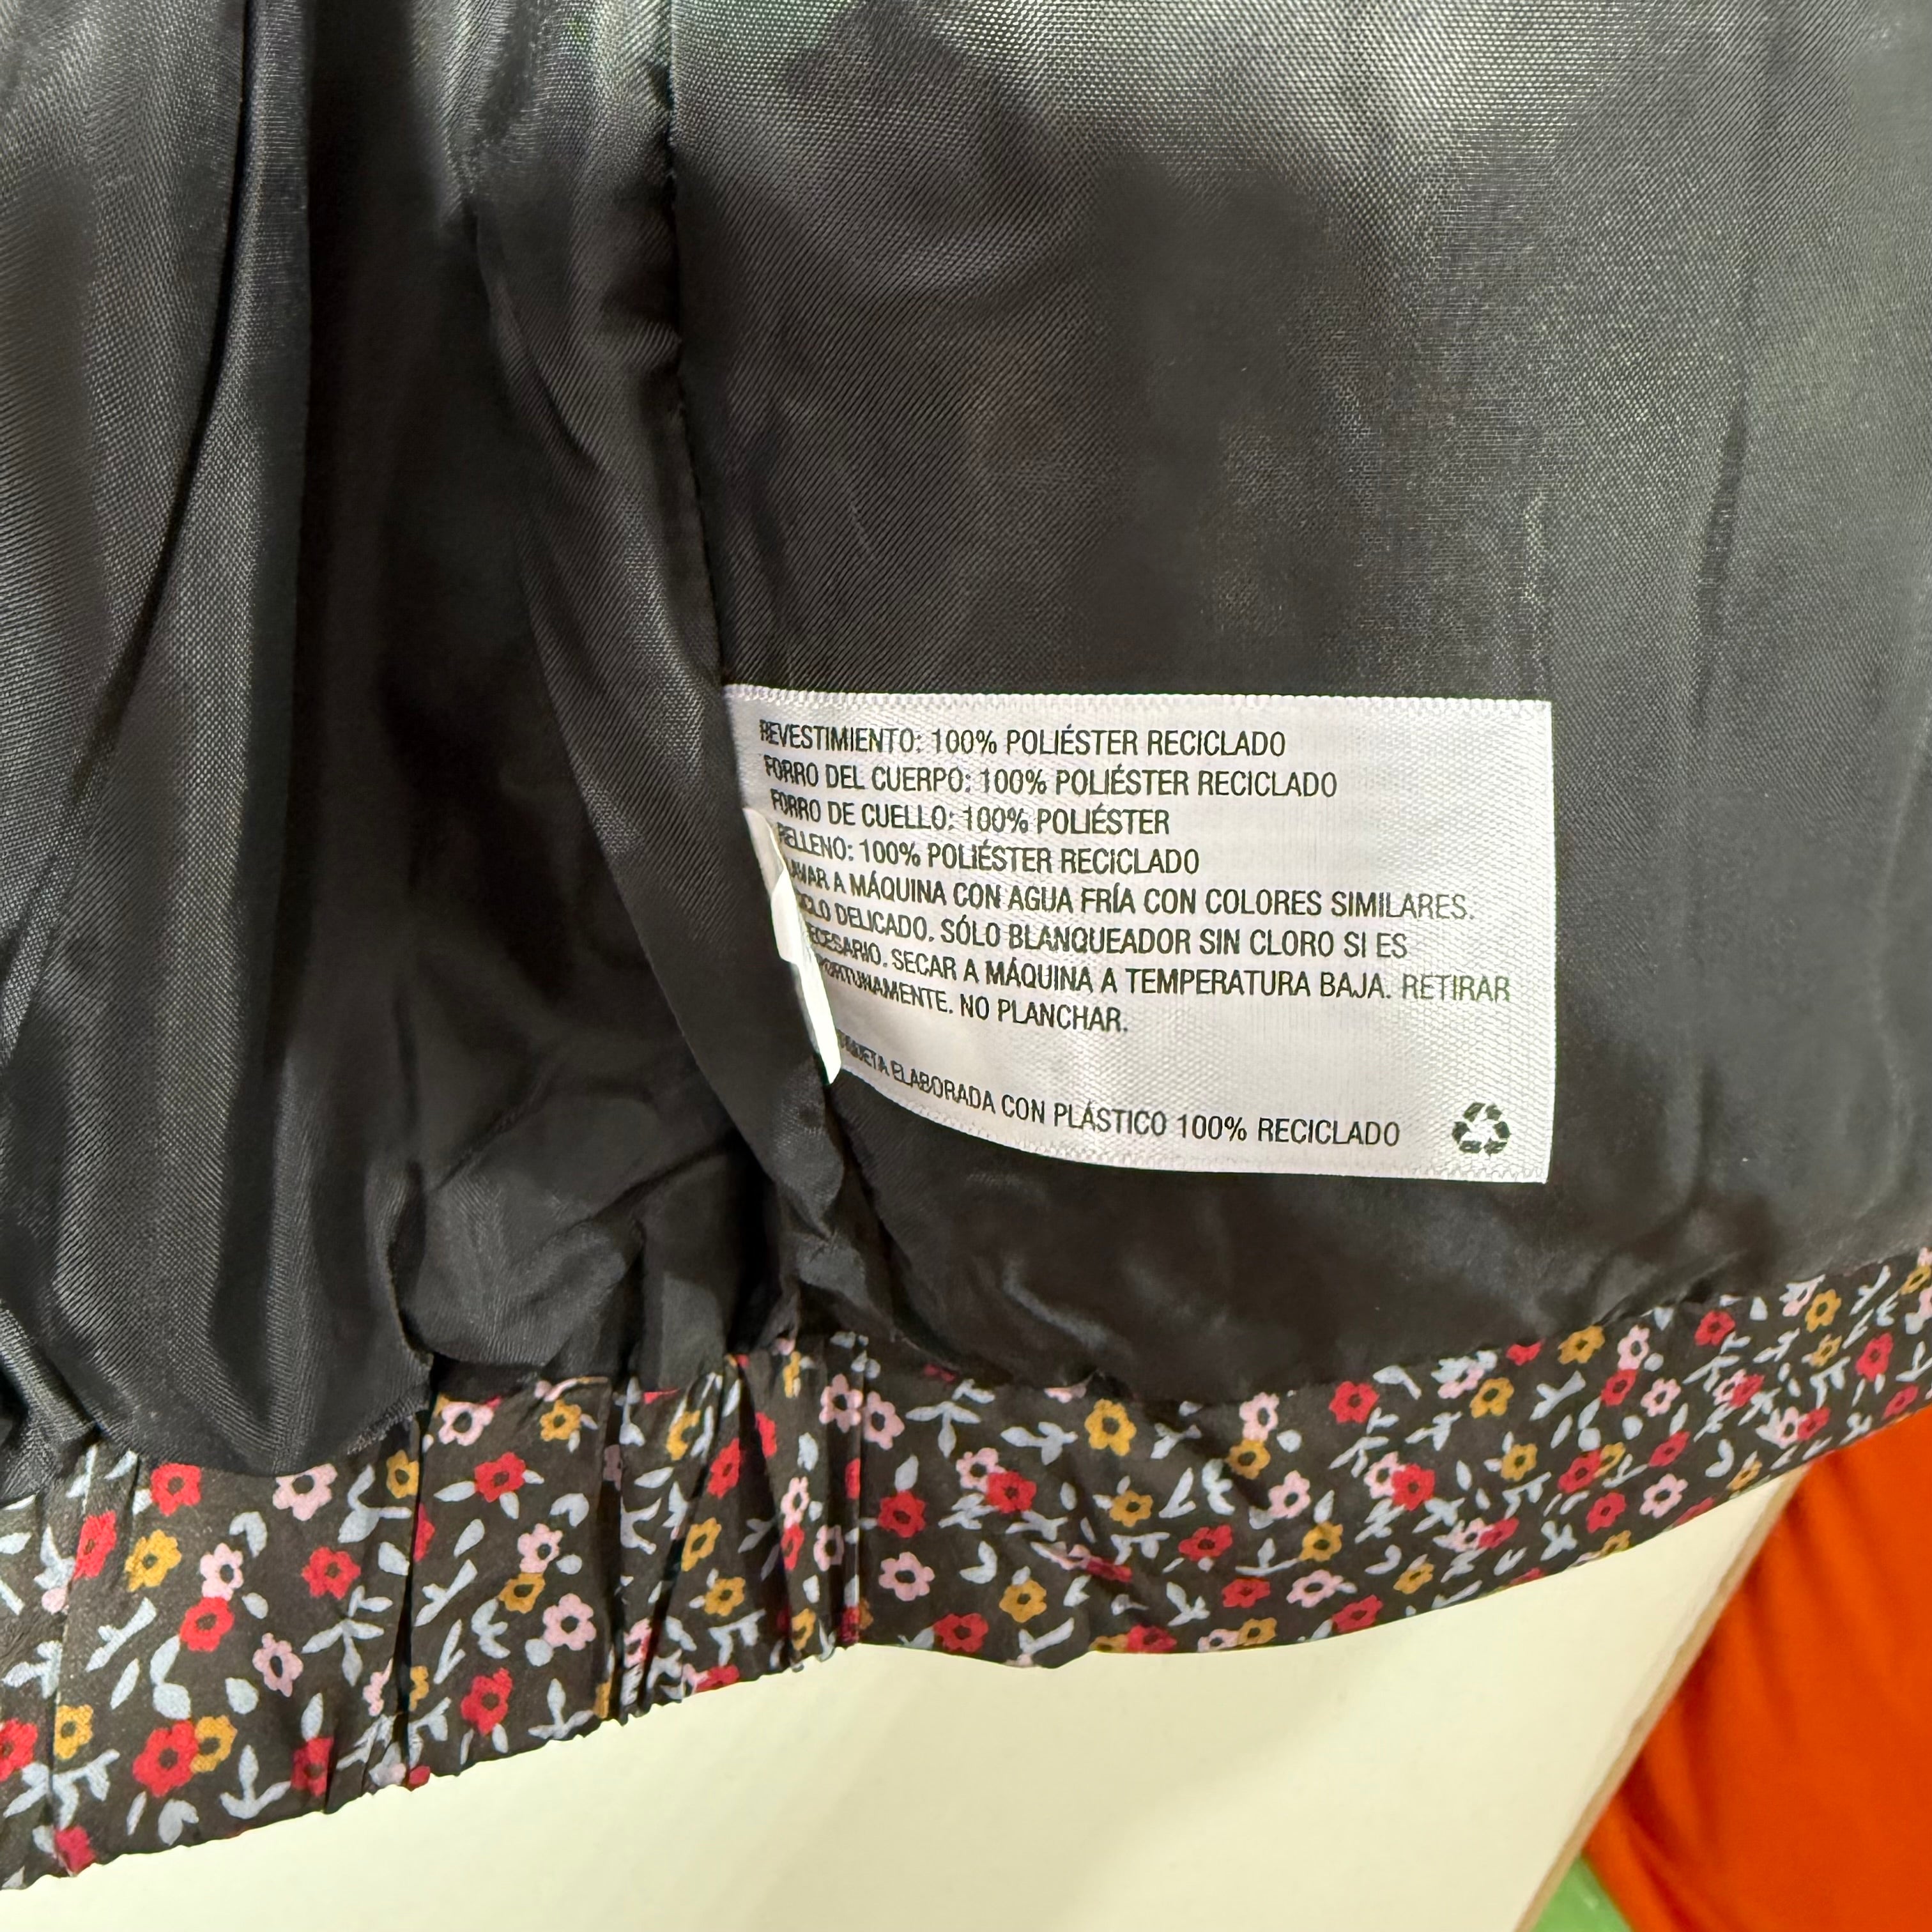 REVESTIMIENTO: 100% POLIÉSTER RECICLADO
FORRO DEL CUERPO: 100% POLIÉSTER RECICLADO
FORRO DE CUELLO: 100% POLIÉSTER
RELLENO: 100% POLIÉSTER RECICLADO
LAVAR A MÁQUINA CON AGUA FRÍA CON COLORES SIMILARES.
CICLO DELICADO. SÓLO BLANQUEADOR SIN CLORO SI ES
NECESARIO. SECAR A MÁQUINA A TEMPERATURA BAJA. RETIRAR
OPORTUNAMENTE. NO PLANCHAR.
ETIQUETA ELABORADA CON PLÁSTICO 100% RECICLADO